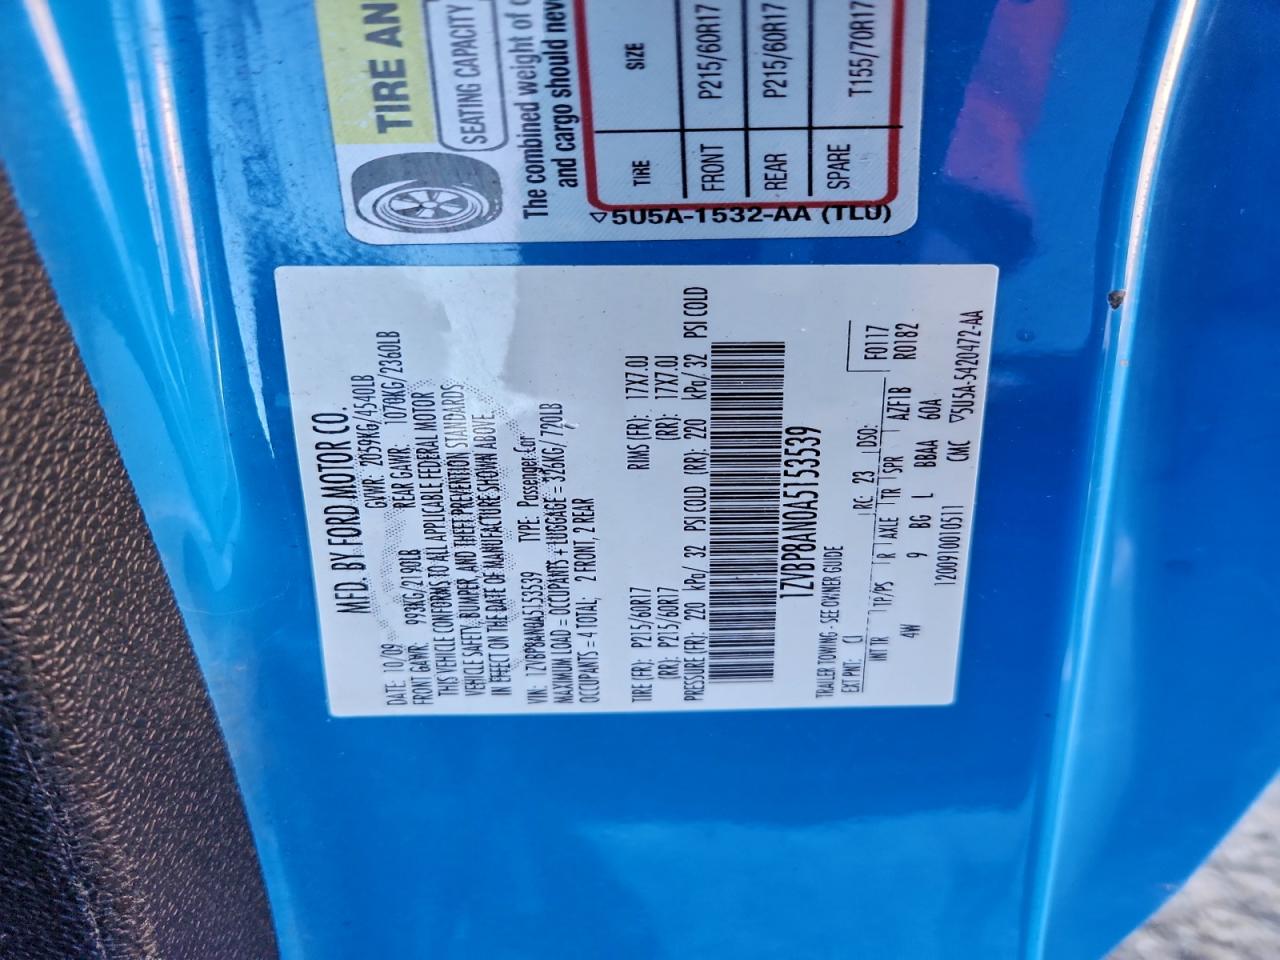 TIRE AN
SEATING CAPACITY
The combined weight of
and cargo should nev
TIRE SIZE
FRONT P215/60R17
REAR P215/60R17
SPARE T155/70R17
▽5U5A-1532-AA (TLU)
MFD. BY FORD MOTOR CO.
DATE: 10/09 GVWR: 2059KG/4540LB
FRONT GAWR: 993KG/2190LB REAR GAWR: 1070KG/2360LB
THIS VEHICLE CONFORMS TO ALL APPLICABLE FEDERAL MOTOR
VEHICLE SAFETY, BUMPER, AND THEFT PREVENTION STANDARDS
IN EFFECT ON THE DATE OF MANUFACTURE SHOWN ABOVE.
VIN: 1ZVBP8AN0A5153539 TYPE: Passenger Car
MAXIMUM LOAD = OCCUPANTS + LUGGAGE = 326KG/720LB
OCCUPANTS = 4 TOTAL; 2 FRONT, 2 REAR
TIRE (FR): P215/60R17 RIMS (FR): 17X7.0J
(RR): P215/60R17 (RR): 17X7.0J
PRESSURE (FR): 220 kPa/ 32 PSI COLD (RR): 220 kPa/ 32 PSI COLD
1ZVBP8AN0A5153539
TRAILER TOWING - SEE OWNER GUIDE
EXT PNT: CI RC: 23 DSO: F0117
INT TR TP/PS R AXLE TR SPR AZF1B R0182
4W 9 BG L BBAA 60A
1200910010511 CMC ▽5U5A-5420472-AA